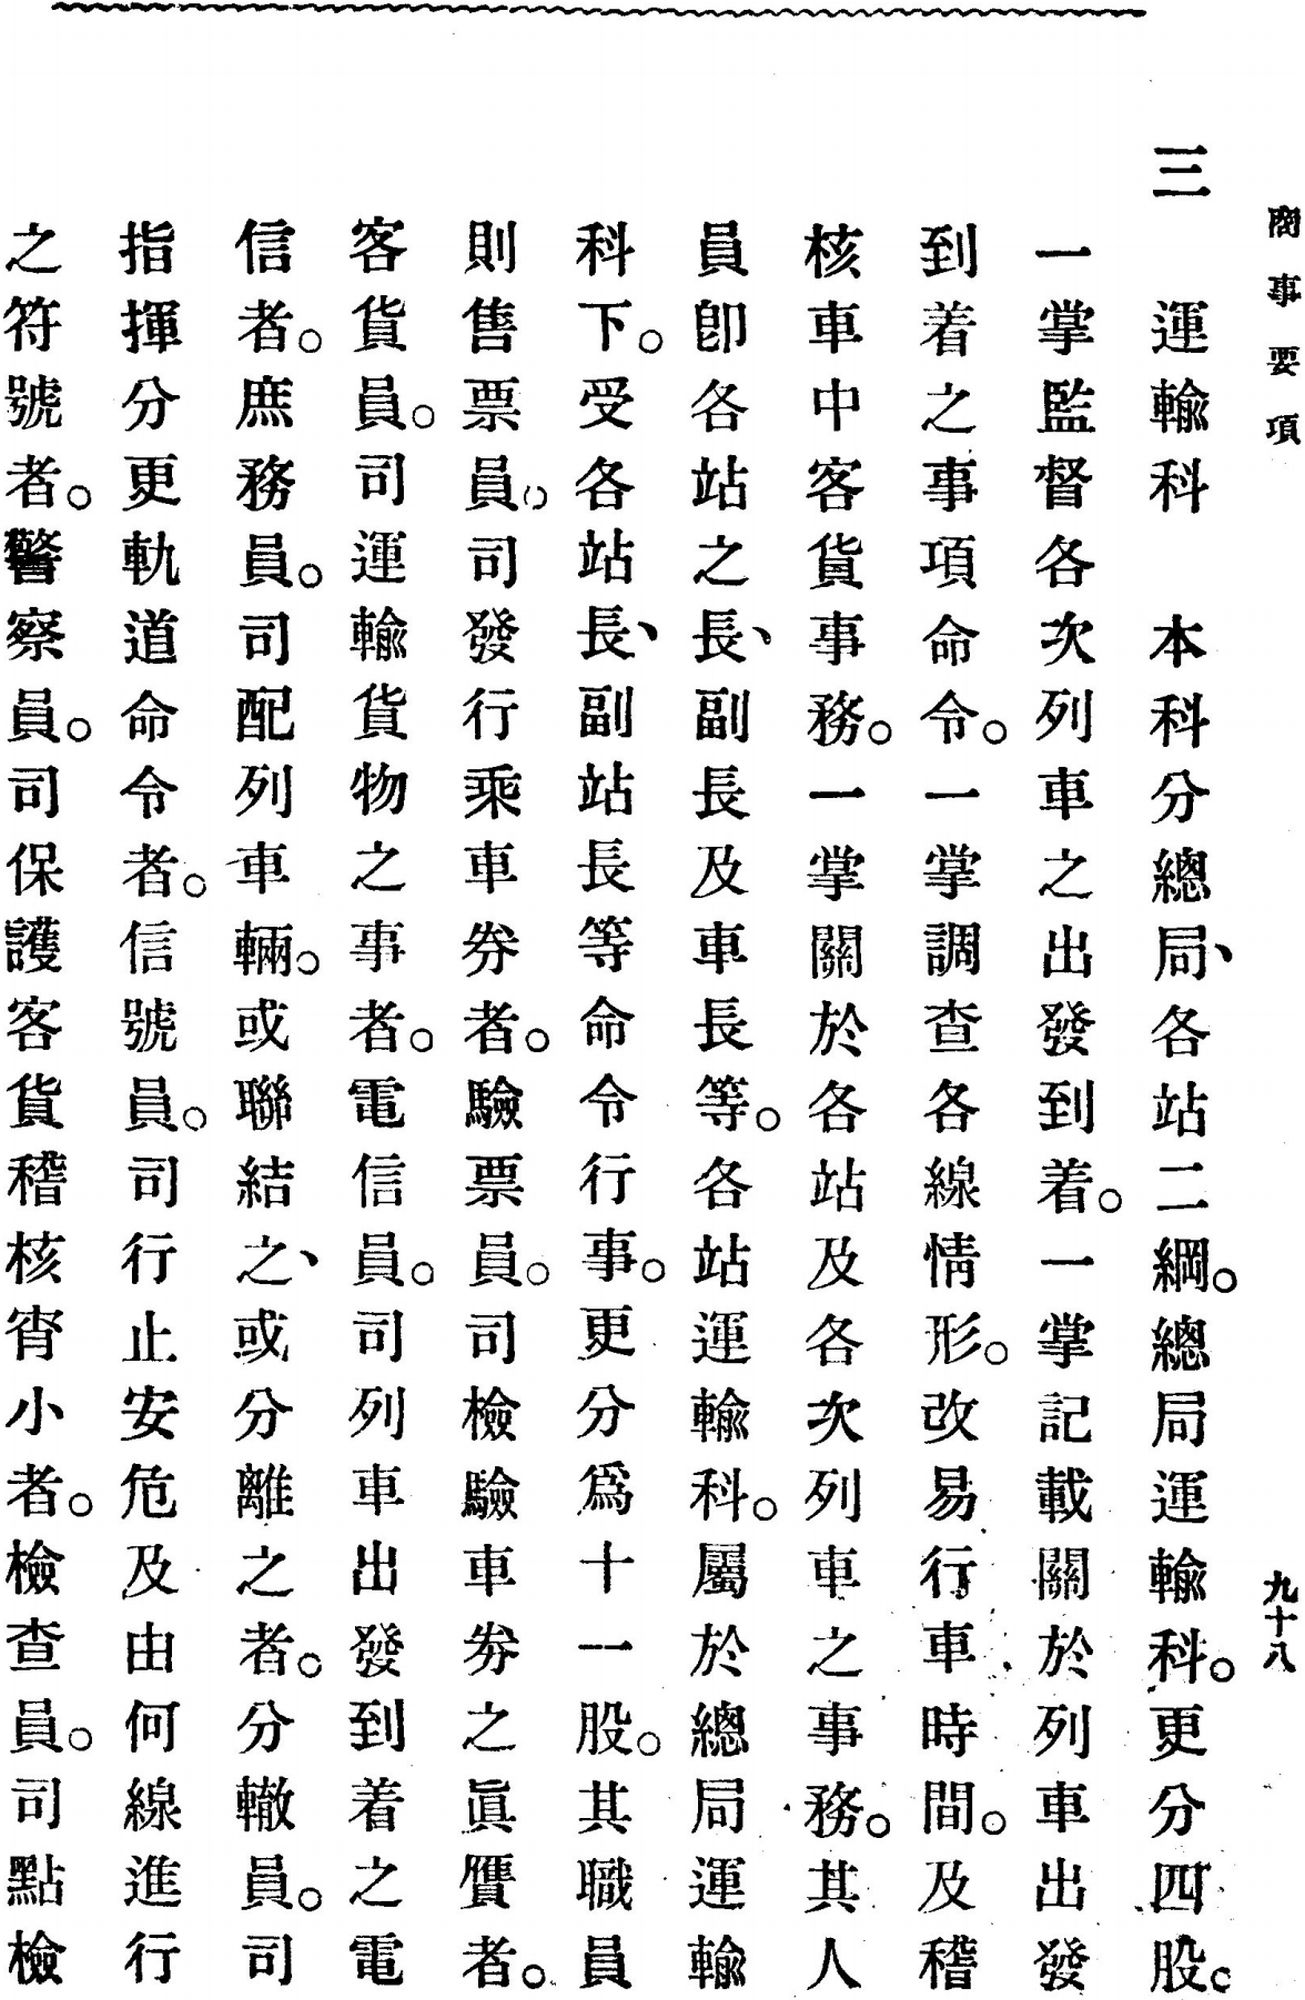 商事要項
九十八
三　運輸科　本科分總局、各站二綱。總局運輸科。更分四股。
一掌監督各次列車之出發到着。一掌記載關於列車出發
到着之事項命令。一掌調查各線情形。改易行車時間。及稽
核車中客貨事務。一掌關於各站及各次列車之事務。其人
員卽各站之長、副長及車長等。各站運輸科。屬於總局運輸
科下。受各站長、副站長等命令行事。更分爲十一股。其職員
則售票員。司發行乘車券者。驗票員。司檢驗車券之眞贋者。
客貨員。司運輸貨物之事者。電信員。司列車出發到着之電
信者。庶務員。司配列車輛。或聯結之、或分離之者。分轍員。司
指揮分更軌道命令者。信號員。司行止安危及由何線進行
之符號者。警察員。司保護客貨稽核宵小者。檢查員。司點檢